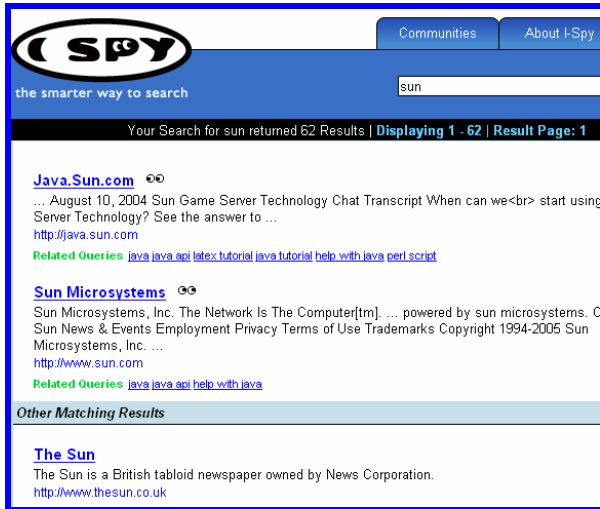 I SPY
the smarter way to search
Communities
About I-Spy
sun
Your Search for sun returned 62 Results | Displaying 1 - 62 | Result Page: 1
Java.Sun.com
... August 10, 2004 Sun Game Server Technology Chat Transcript When can we<br> start using
Server Technology? See the answer to ...
http://java.sun.com
Related Queries java java api latex tutorial java tutorial help with java perl script
Sun Microsystems
Sun Microsystems, Inc. The Network Is The Computer[tm]. ... powered by sun microsystems. C
Sun News & Events Employment Privacy Terms of Use Trademarks Copyright 1994-2005 Sun
Microsystems, Inc. ...
http://www.sun.com
Related Queries java java api help with java
Other Matching Results
The Sun
The Sun is a British tabloid newspaper owned by News Corporation.
http://www.thesun.co.uk